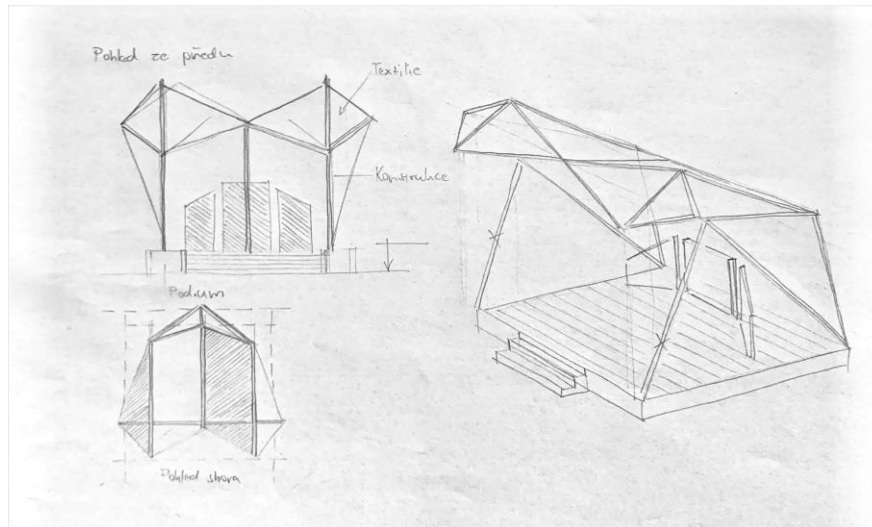 Pohled ze předu
Textilie
Konstrukce
Podium
Pohled shora